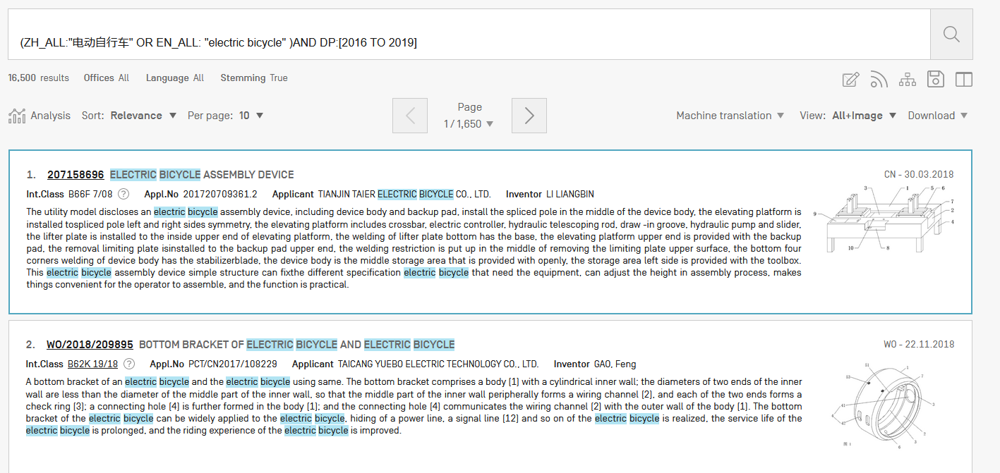 (ZH_ALL:"电动自行车" OR EN_ALL: "electric bicycle" )AND DP:[2016 TO 2019]
16,500 results Offices All Language All Stemming True
Analysis Sort: Relevance Per page: 10 Page 1 / 1,650 Machine translation View: All+Image Download
1. 207158696 ELECTRIC BICYCLE ASSEMBLY DEVICE CN - 30.03.2018
Int.Class B66F 7/08 ? Appl.No 201720709361.2 Applicant TIANJIN TAIER ELECTRIC BICYCLE CO., LTD. Inventor LI LIANGBIN
The utility model discloses an electric bicycle assembly device, including device body and backup pad, install the spliced pole in the middle of the device body, the elevating platform is
installed tospliced pole left and right sides symmetry, the elevating platform includes crossbar, electric controller, hydraulic telescoping rod, draw -in groove, hydraulic pump and slider,
the lifter plate is installed to the inside upper end of elevating platform, the welding of lifter plate bottom has the base, the elevating platform upper end is provided with the backup
pad, the removal limiting plate isinstalled to the backup pad upper end, the welding restriction is put up in the middle of removing the limiting plate upper surface, the bottom four
corners welding of device body has the stabilizerblade, the device body is the middle storage area that is provided with openly, the storage area left side is provided with the toolbox.
This electric bicycle assembly device simple structure can fixthe different specification electric bicycle that need the equipment, can adjust the height in assembly process, makes
things convenient for the operator to assemble, and the function is practical.
3 1 5 6
7
9 2
4
10 8
2. WO/2018/209895 BOTTOM BRACKET OF ELECTRIC BICYCLE AND ELECTRIC BICYCLE WO - 22.11.2018
Int.Class B62K 19/18 ? Appl.No PCT/CN2017/108229 Applicant TAICANG YUEBO ELECTRIC TECHNOLOGY CO., LTD. Inventor GAO, Feng
A bottom bracket of an electric bicycle and the electric bicycle using same. The bottom bracket comprises a body [1] with a cylindrical inner wall; the diameters of two ends of the inner
wall are less than the diameter of the middle part of the inner wall, so that the middle part of the inner wall peripherally forms a wiring channel [2], and each of the two ends forms a
check ring [3]; a connecting hole [4] is further formed in the body [1]; and the connecting hole [4] communicates the wiring channel [2] with the outer wall of the body [1]. The bottom
bracket of the electric bicycle can be widely applied to the electric bicycle, hiding of a power line, a signal line [12] and so on of the electric bicycle is realized, the service life of the
electric bicycle is prolonged, and the riding experience of the electric bicycle is improved.
51 1
53 7
41 3
4
42 2
3
6